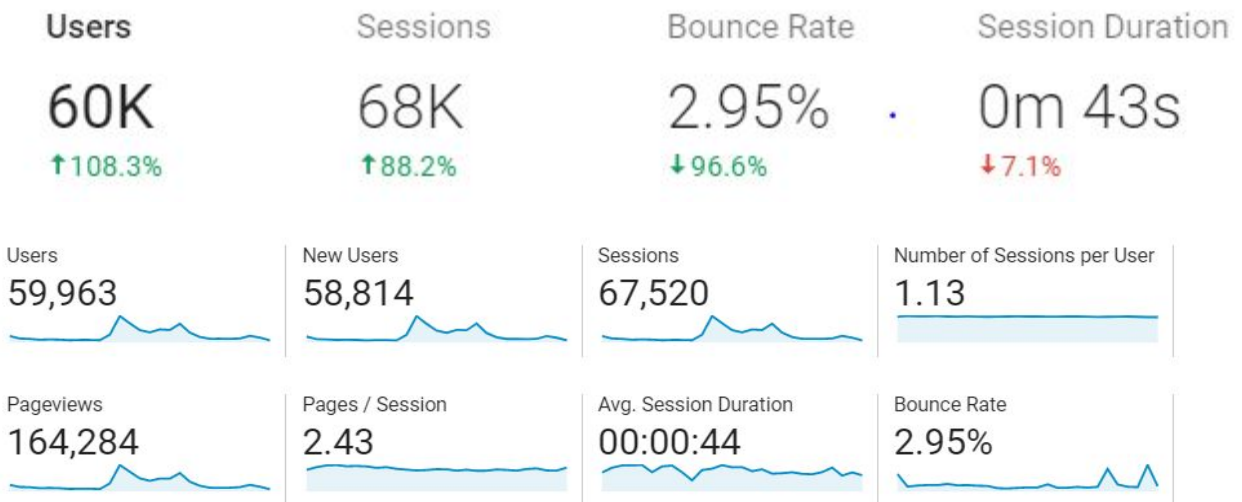 Users Sessions Bounce Rate Session Duration
60K 68K 2.95% 0m 43s
↑108.3% ↑88.2% ↓96.6% ↓7.1%
Users New Users Sessions Number of Sessions per User
59,963 58,814 67,520 1.13
Pageviews Pages / Session Avg. Session Duration Bounce Rate
164,284 2.43 00:00:44 2.95%